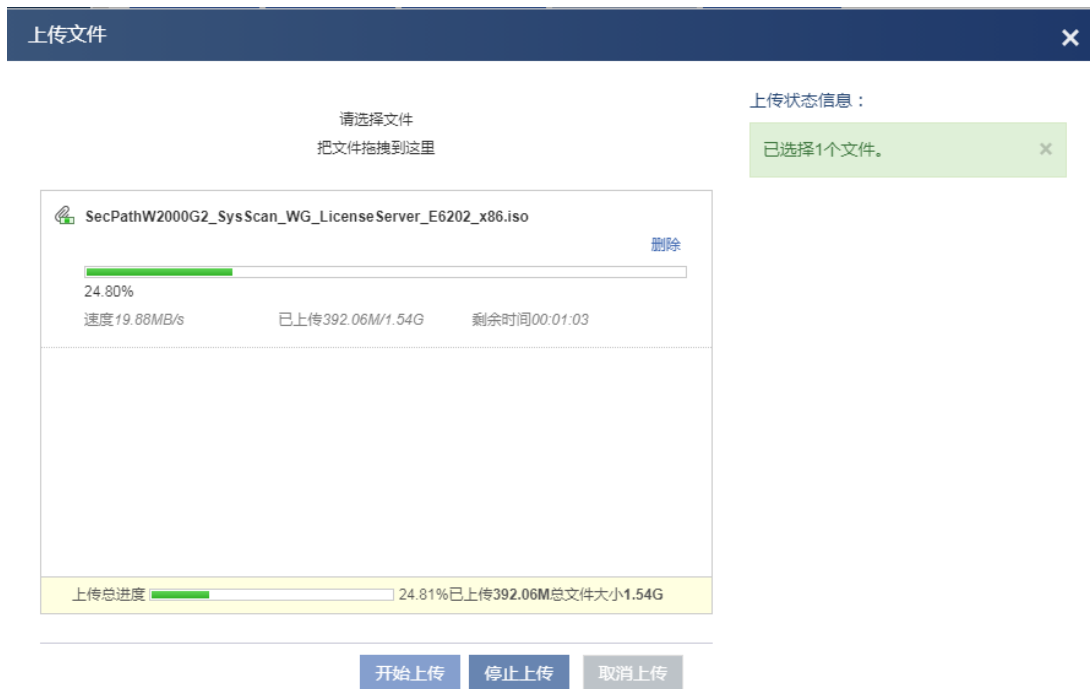 上传文件
请选择文件
把文件拖拽到这里
SecPathW2000G2_SysScan_WG_LicenseServer_E6202_x86.iso
删除
24.80%
速度19.88MB/s 已上传392.06M/1.54G 剩余时间00:01:03
上传总进度 24.81%已上传392.06M总文件大小1.54G
开始上传 停止上传 取消上传
上传状态信息：
已选择1个文件。